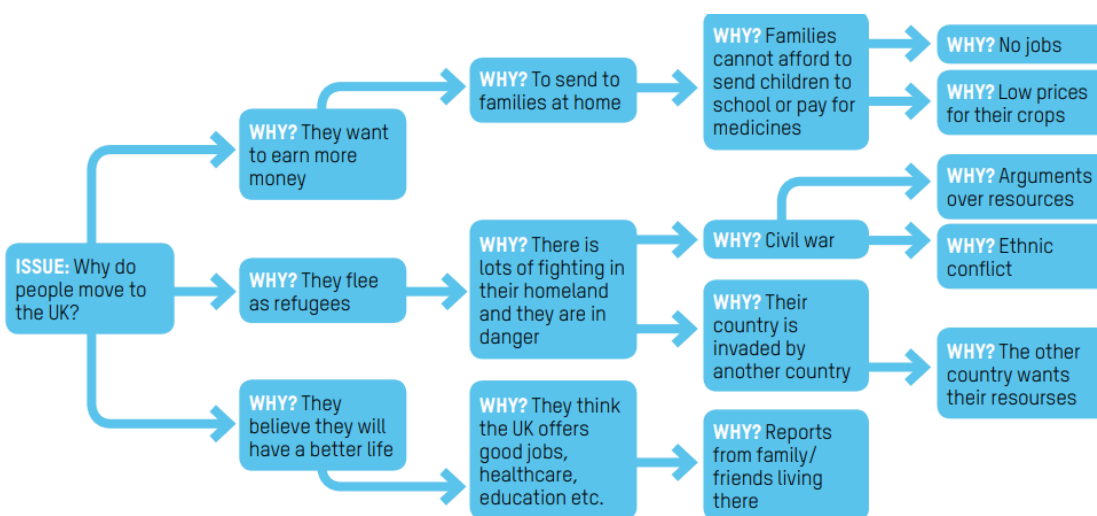 ISSUE: Why do
people move to
the UK?
WHY? They want
to earn more
money
WHY? To send to
families at home
WHY? Families
cannot afford to
send children to
school or pay for
medicines
WHY? No jobs
WHY? Low prices
for their crops
WHY? They flee
as refugees
WHY? There is
lots of fighting in
their homeland
and they are in
danger
WHY? Civil war
WHY? Arguments
over resources
WHY? Ethnic
conflict
WHY? Their
country is
invaded by
another country
WHY? The other
country wants
their resourses
WHY? They
believe they will
have a better life
WHY? They think
the UK offers
good jobs,
healthcare,
education etc.
WHY? Reports
from family/
friends living
there